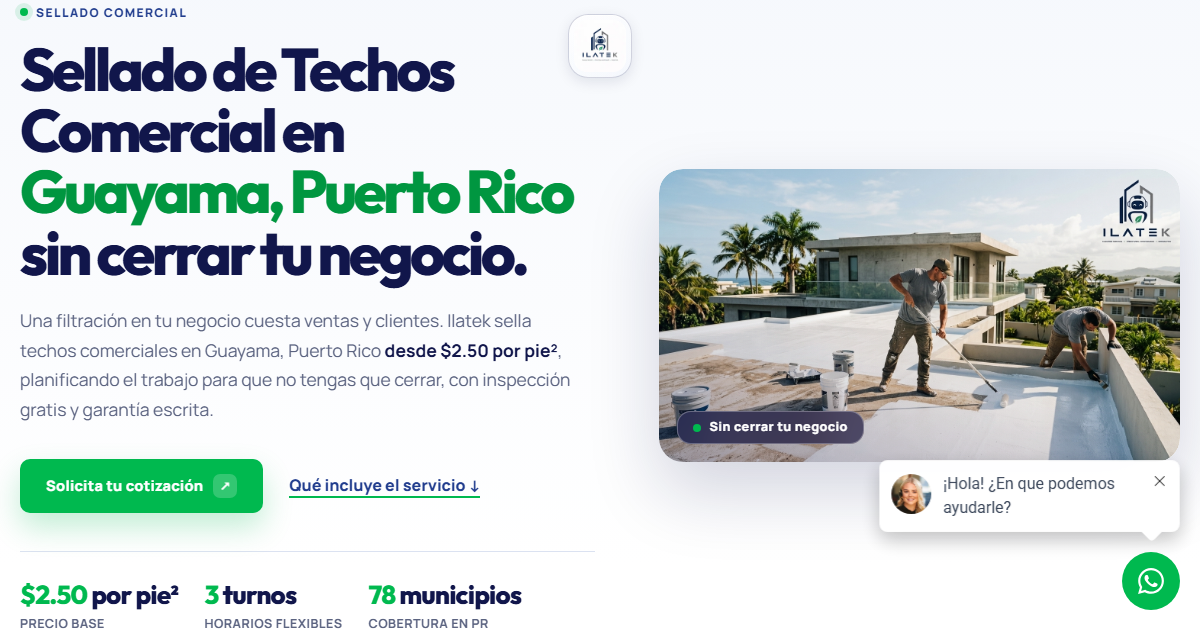 SELLADO COMERCIAL
ILATEK
Sellado de Techos
Comercial en
Guayama, Puerto Rico
sin cerrar tu negocio.
Una filtración en tu negocio cuesta ventas y clientes. Ilatek sella
techos comerciales en Guayama, Puerto Rico desde $2.50 por pie²,
planificando el trabajo para que no tengas que cerrar, con inspección
gratis y garantía escrita.
Solicita tu cotización ↗
Qué incluye el servicio ↓
ILATEK
Sin cerrar tu negocio
¡Hola! ¿En que podemos
ayudarle?
$2.50 por pie²
PRECIO BASE
3 turnos
HORARIOS FLEXIBLES
78 municipios
COBERTURA EN PR